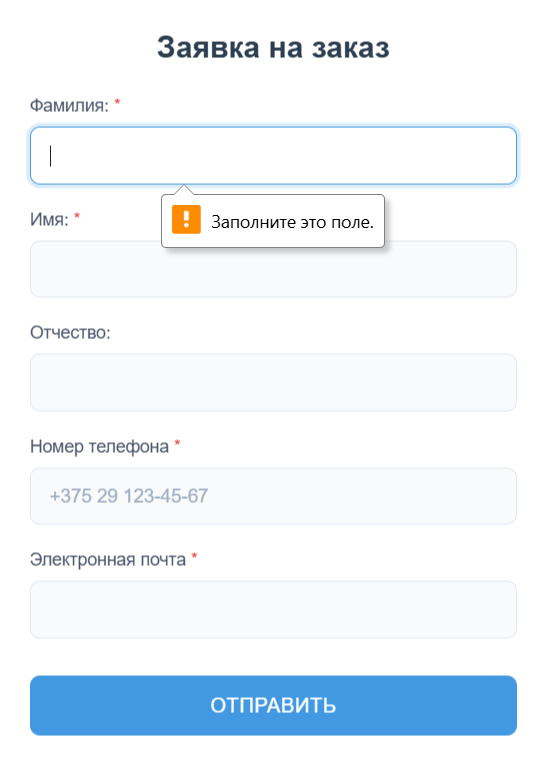 Заявка на заказ
Фамилия: *
Заполните это поле.
Имя: *
Отчество:
Номер телефона *
+375 29 123-45-67
Электронная почта *
ОТПРАВИТЬ